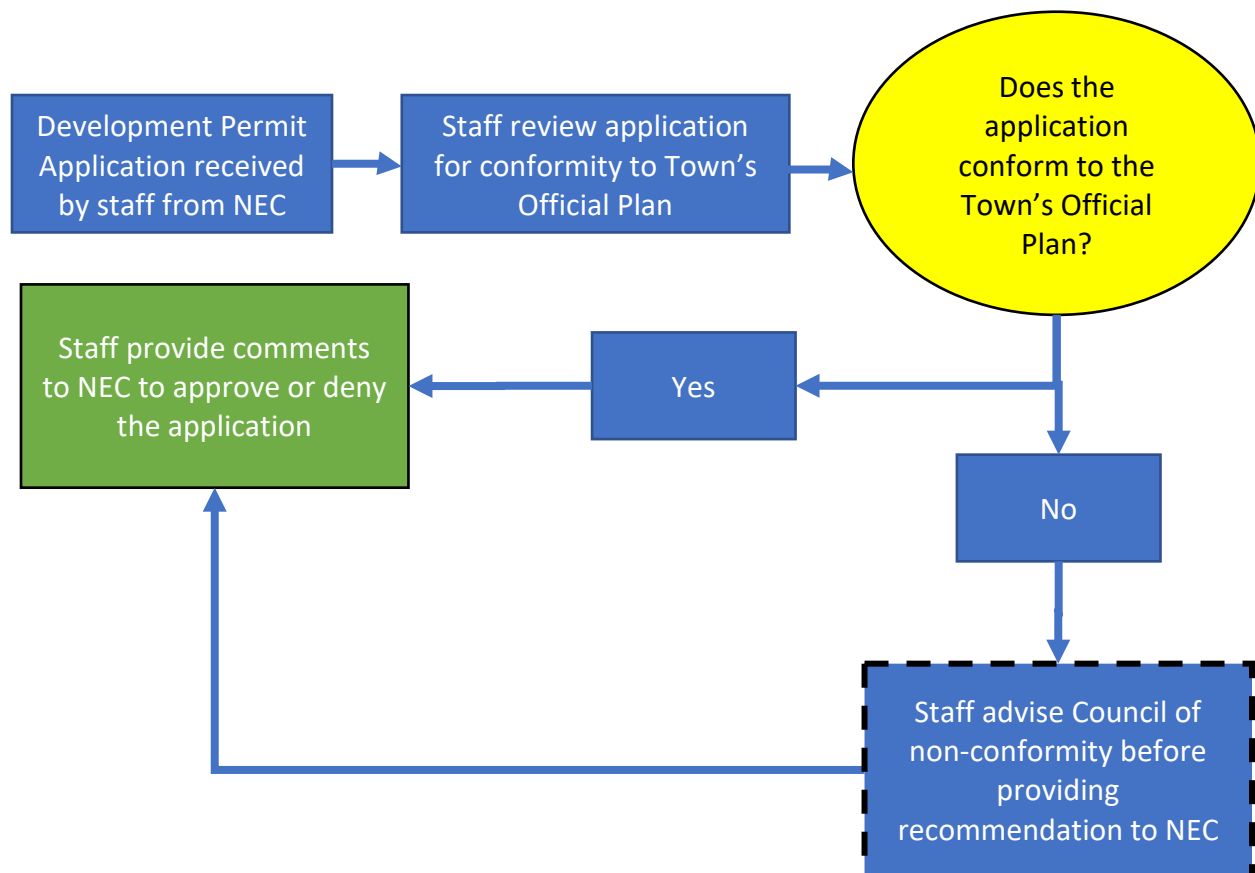 Development Permit
Application received
by staff from NEC
Staff review application
for conformity to Town’s
Official Plan
Does the
application
conform to the
Town’s Official
Plan?
Staff provide comments
to NEC to approve or deny
the application
Yes
No
Staff advise Council of
non-conformity before
providing
recommendation to NEC